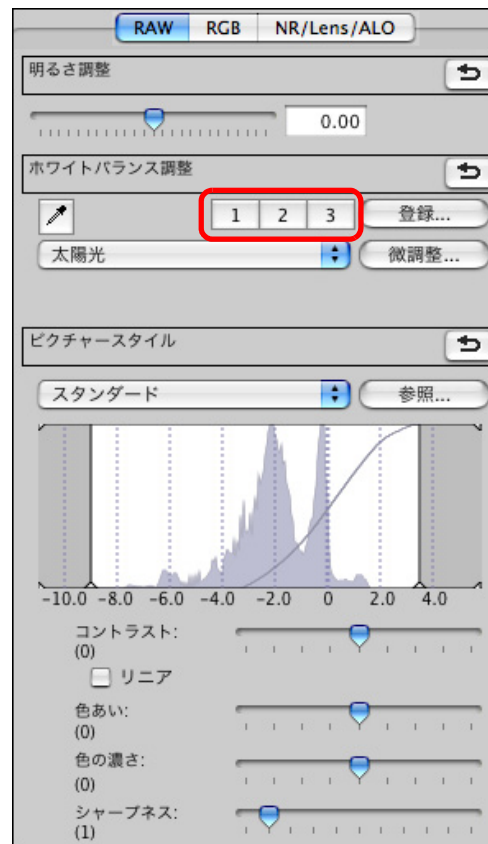 RAW RGB NR/Lens/ALO
明るさ調整
0.00
ホワイトバランス調整
1 2 3 登録...
太陽光 微調整...
ピクチャースタイル
スタンダード 参照...
-10.0 -8.0 -6.0 -4.0 -2.0 0 2.0 4.0
コントラスト:
(0)
リニア
色あい:
(0)
色の濃さ:
(0)
シャープネス:
(1)